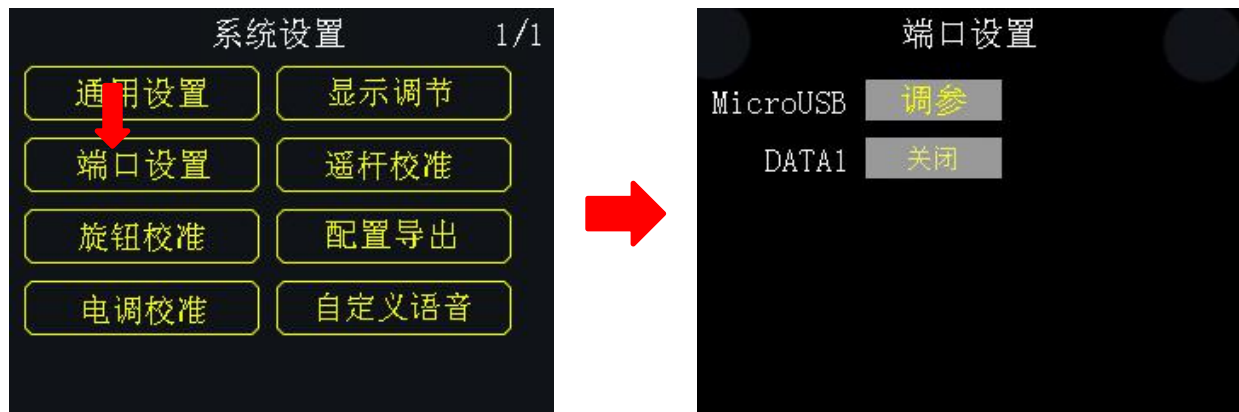 系统设置 1/1
通用设置 显示调节
端口设置 遥杆校准
旋钮校准 配置导出
电调校准 自定义语音
端口设置
MicroUSB 调参
DATA1 关闭